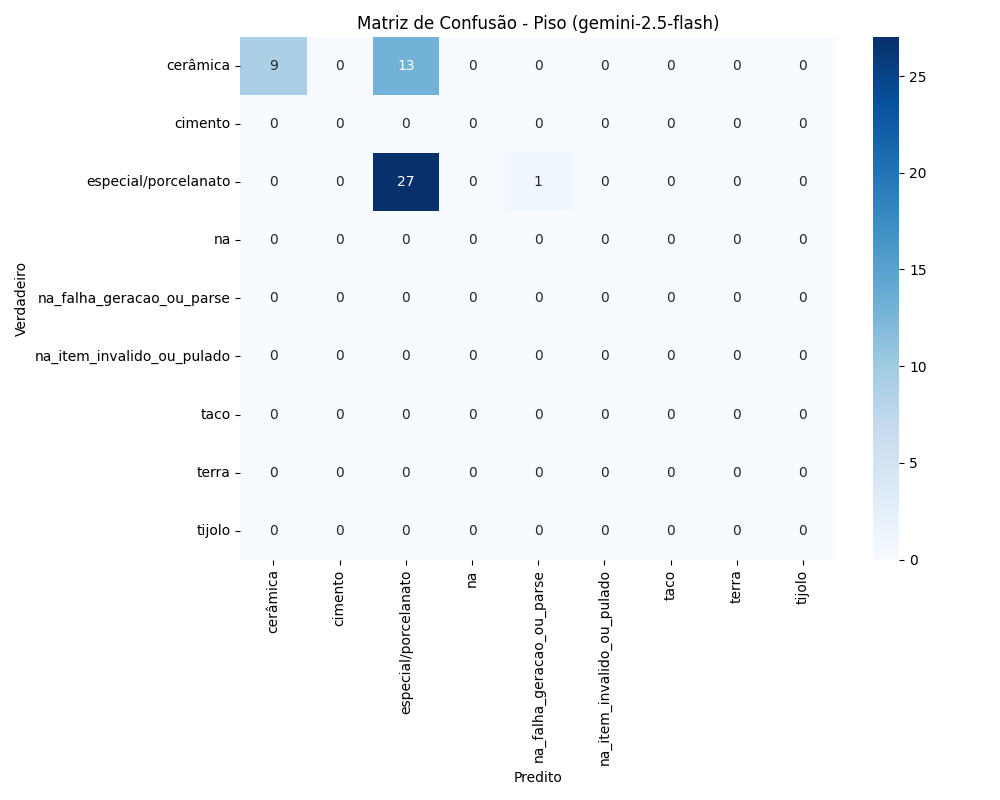 Matriz de Confusão - Piso (gemini-2.5-flash)
Verdadeiro
cerâmica 9 0 13 0 0 0 0 0 0
cimento 0 0 0 0 0 0 0 0 0
especial/porcelanato 0 0 27 0 1 0 0 0 0
na 0 0 0 0 0 0 0 0 0
na_falha_geracao_ou_parse 0 0 0 0 0 0 0 0 0
na_item_invalido_ou_pulado 0 0 0 0 0 0 0 0 0
taco 0 0 0 0 0 0 0 0 0
terra 0 0 0 0 0 0 0 0 0
tijolo 0 0 0 0 0 0 0 0 0
cerâmica
cimento
especial/porcelanato
na
na_falha_geracao_ou_parse
na_item_invalido_ou_pulado
taco
terra
tijolo
Predito
25
20
15
10
5
0